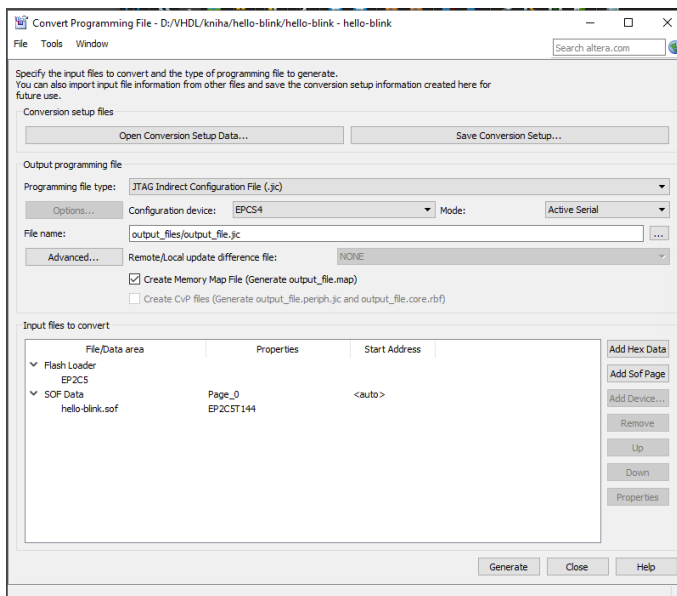 Convert Programming File - D:/VHDL/kniha/hello-blink/hello-blink - hello-blink
File Tools Window
Search altera.com
Specify the input files to convert and the type of programming file to generate.
You can also import input file information from other files and save the conversion setup information created here for
future use.
Conversion setup files
Open Conversion Setup Data... Save Conversion Setup...
Output programming file
Programming file type: JTAG Indirect Configuration File (.jic)
Options... Configuration device: EPCS4 Mode: Active Serial
File name: output_files/output_file.jic ...
Advanced... Remote/Local update difference file: NONE
Create Memory Map File (Generate output_file.map)
Create CvP files (Generate output_file.periph.jic and output_file.core.rbf)
Input files to convert
File/Data area Properties Start Address
Add Hex Data
Flash Loader
EP2C5
Add Sof Page
SOF Data Page_0 <auto>
Add Device...
hello-blink.sof EP2C5T144
Remove
Up
Down
Properties
Generate Close Help